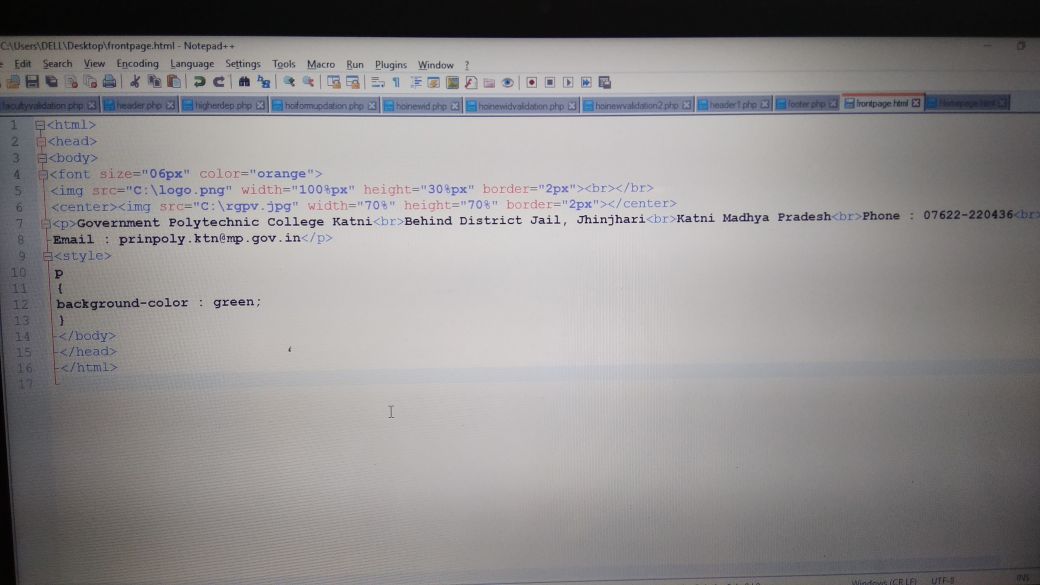 C:\Users\DELL\Desktop\frontpage.html - Notepad++
Edit Search View Encoding Language Settings Tools Macro Run Plugins Window ?
facultyvalidation.php header.php higherdep.php hoiformupdation.php hoinewid.php hoinewidvalidation.php hoinewvalidation2.php header1.php footer.php frontpage.html Homepage.html
1 <html>
2 <head>
3 <body>
4 <font size="06px" color="orange">
5 <img src="C:\logo.png" width="100%px" height="30%px" border="2px"><br></br>
6 <center><img src="C:\rgpv.jpg" width="70%" height="70%" border="2px"></center>
7 <p>Government Polytechnic College Katni<br>Behind District Jail, Jhinjhari<br>Katni Madhya Pradesh<br>Phone : 07622-220436<br>
8 Email : prinpoly.ktn@mp.gov.in</p>
9 <style>
10 p
11 {
12 background-color : green;
13 }
14 </body>
15 </head>
16 </html>
17
Windows (CR LF) UTF-8 INS